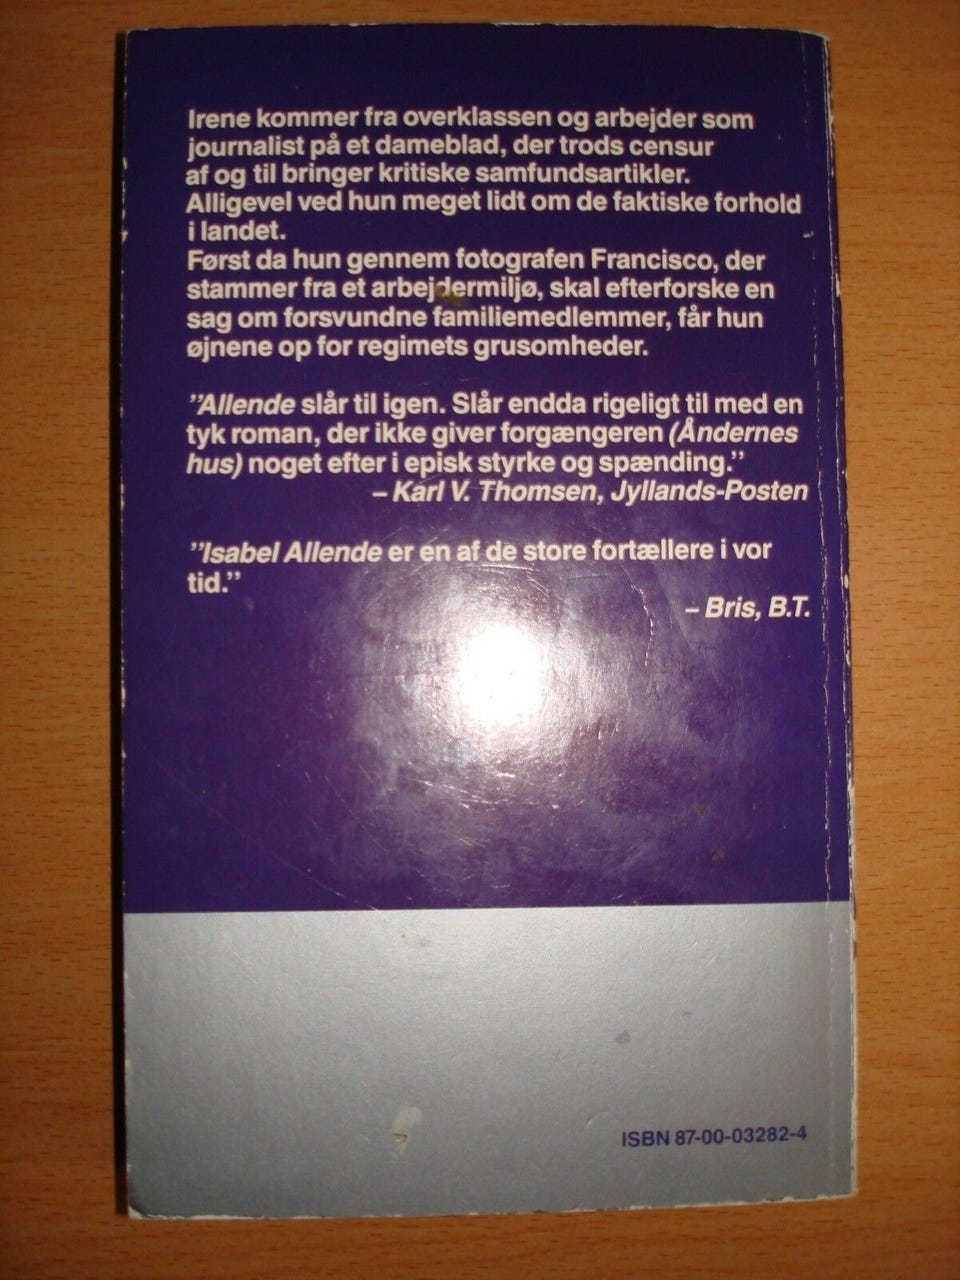 Irene kommer fra overklassen og arbejder som
journalist på et dameblad, der trods censur
af og til bringer kritiske samfundsartikler.
Alligevel ved hun meget lidt om de faktiske forhold
i landet.
Først da hun gennem fotografen Francisco, der
stammer fra et arbejdermiljø, skal efterforske en
sag om forsvundne familiemedlemmer, får hun
øjnene op for regimets grusomheder.
”Allende slår til igen. Slår endda rigeligt til med en
tyk roman, der ikke giver forgængeren (Åndernes
hus) noget efter i episk styrke og spænding.”
– Karl V. Thomsen, Jyllands-Posten
”Isabel Allende er en af de store fortællere i vor
tid.”
– Bris, B.T.
ISBN 87-00-03282-4